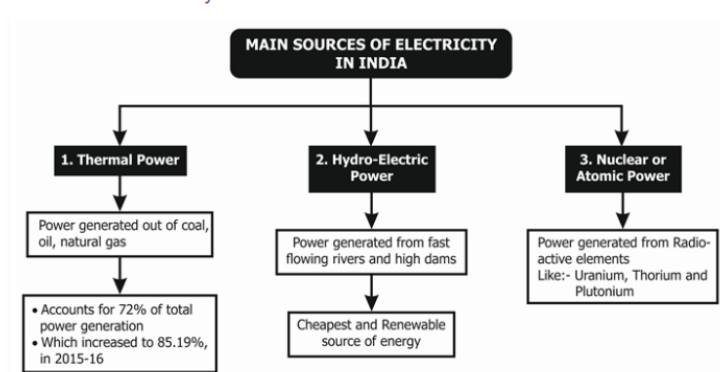 MAIN SOURCES OF ELECTRICITY
IN INDIA
1. Thermal Power
Power generated out of coal,
oil, natural gas
• Accounts for 72% of total
power generation
• Which increased to 85.19%,
in 2015-16
2. Hydro-Electric
Power
Power generated from fast
flowing rivers and high dams
Cheapest and Renewable
source of energy
3. Nuclear or
Atomic Power
Power generated from Radio-
active elements
Like:- Uranium, Thorium and
Plutonium